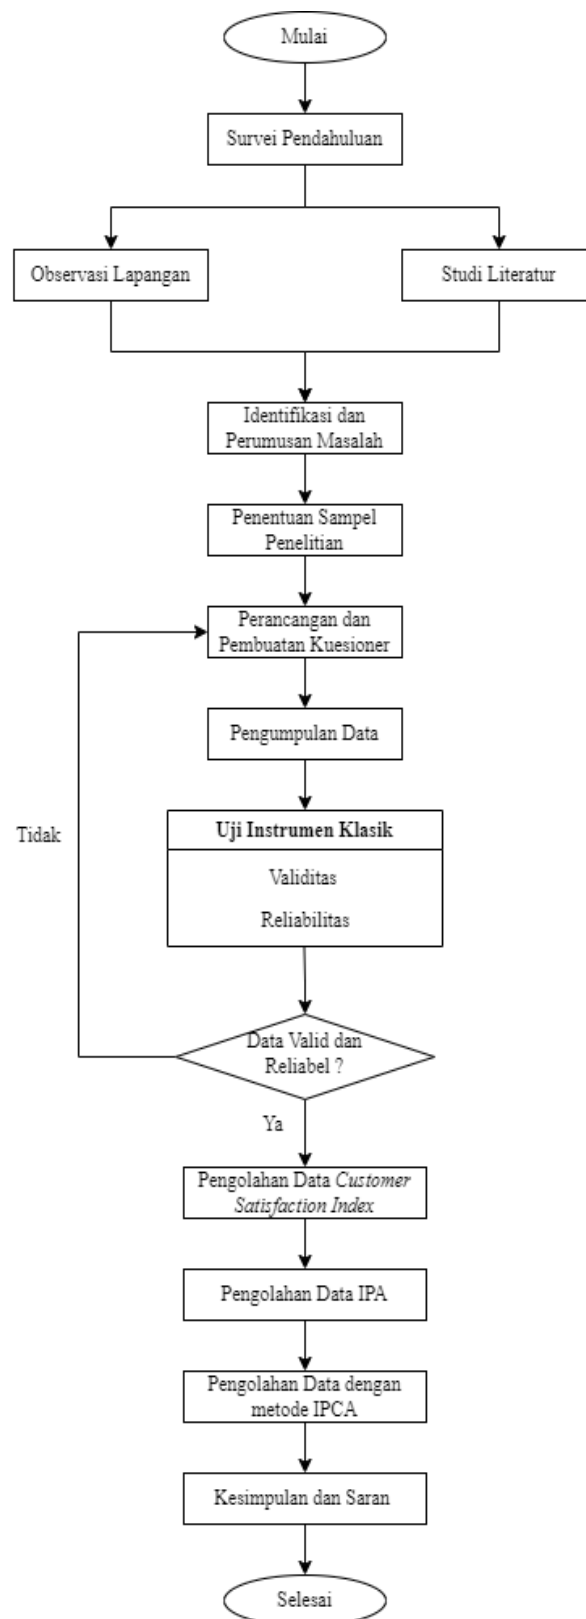 Mulai
Survei Pendahuluan
Observasi Lapangan
Studi Literatur
Identifikasi dan
Perumusan Masalah
Penentuan Sampel
Penelitian
Perancangan dan
Pembuatan Kuesioner
Pengumpulan Data
Uji Instrumen Klasik
Validitas
Reliabilitas
Tidak
Data Valid dan
Reliabel ?
Ya
Pengolahan Data Customer
Satisfaction Index
Pengolahan Data IPA
Pengolahan Data dengan
metode IPCA
Kesimpulan dan Saran
Selesai